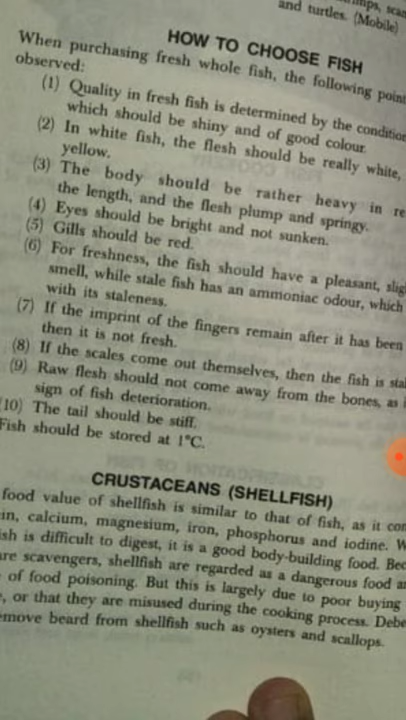 and turtles. (Mobile)
HOW TO CHOOSE FISH
When purchasing fresh whole fish, the following
observed:
(1) Quality in fresh fish is determined by the
which should be shiny and of good colour
(2) In white fish, the flesh should be really white,
yellow.
(3) The body should be rather heavy in
the length, and the flesh plump and springy.
(4) Eyes should be bright and not sunken.
(5) Gills should be red.
(6) For freshness, the fish should have a pleasant,
smell, while stale fish has an ammoniac odour, which
with its staleness.
(7) If the imprint of the fingers remain after it has been
then it is not fresh.
(8) If the scales come out themselves, then the fish is
(9) Raw flesh should not come away from the bones, as
sign of fish deterioration.
10) The tail should be stiff.
Fish should be stored at 1°C.
CRUSTACEANS (SHELLFISH)
food value of shellfish is similar to that of fish, as it
in, calcium, magnesium, iron, phosphorus and iodine.
ish is difficult to digest, it is a good body-building food.
are scavengers, shellfish are regarded as a dangerous food
of food poisoning. But this is largely due to poor buying
, or that they are misused during the cooking process.
emove beard from shellfish such as oysters and scallops.